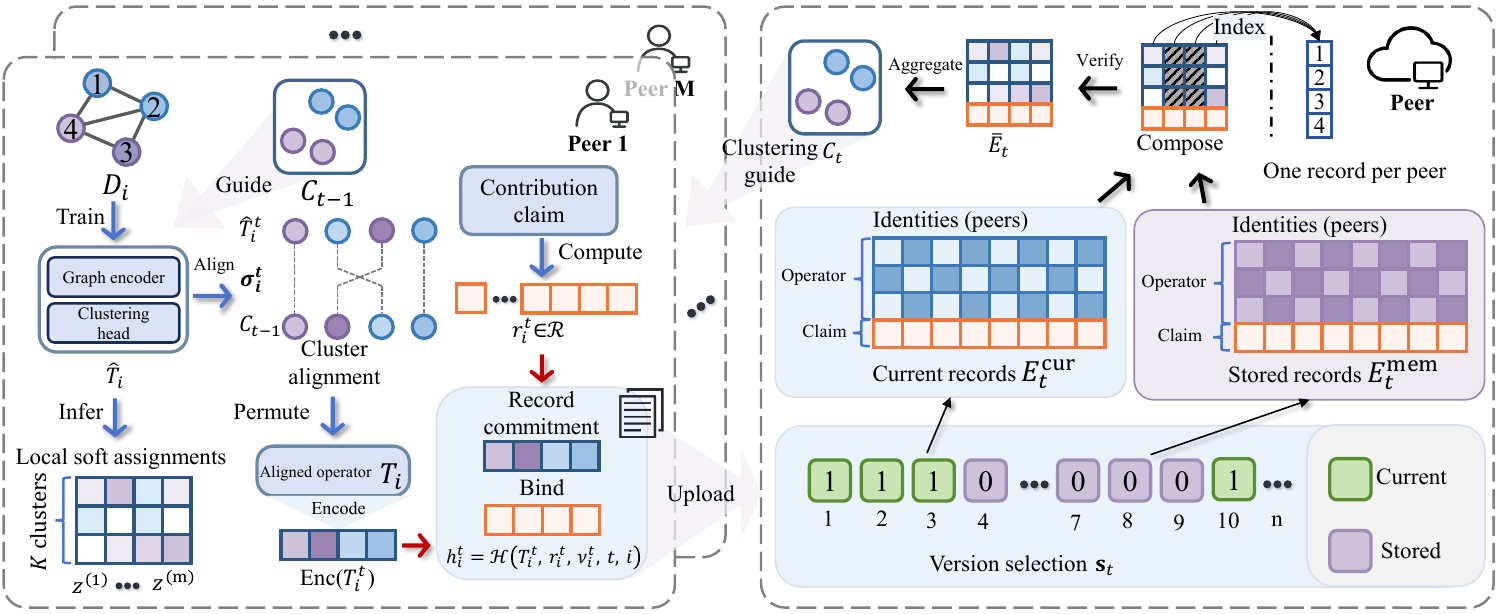 •••
Peer M
Peer 1
1
2
4
3
D_i
Train
Graph encoder
Clustering
head
T̂_i
Infer
Local soft assignments
K clusters
z^(1) ••• z^(m)
Guide
C_{t-1}
T̂_i^t
Align
σ_i^t
C_{t-1}
Cluster
alignment
Permute
Aligned operator T_i
Encode
Enc(T_i^t)
Contribution
claim
Compute
•••
r_i^t ∈ ℛ
Record
commitment
Bind
h_i^t = ℋ(T_i^t, r_i^t, ν_i^t, t, i)
Upload
•••
Clustering C_t
guide
Aggregate
Ē_t
Verify
Compose
Index
1
2
3
4
One record per peer
Peer
Identities (peers)
Operator
Claim
Current records E_t^cur
Identities (peers)
Operator
Claim
Stored records E_t^mem
1 1 1 0 ••• 0 0 0 1 •••
1 2 3 4 7 8 9 10 n
Version selection s_t
Current
Stored